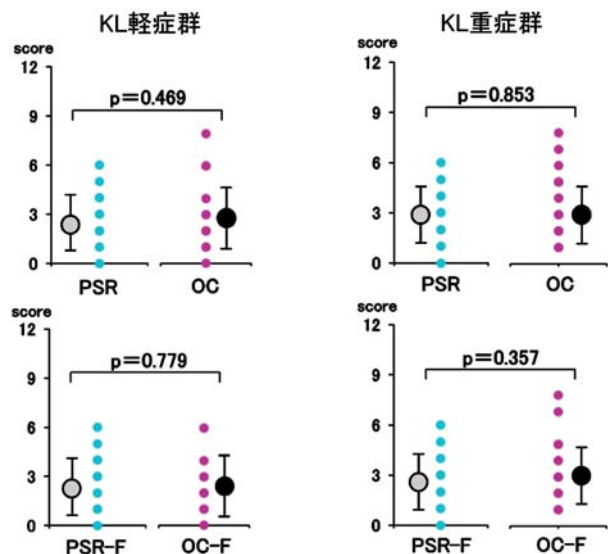 KL軽症群
score
12
9
6
3
0
p=0.469
PSR
OC
KL重症群
score
12
9
6
3
0
p=0.853
PSR
OC
score
12
9
6
3
0
p=0.779
PSR-F
OC-F
score
12
9
6
3
0
p=0.357
PSR-F
OC-F